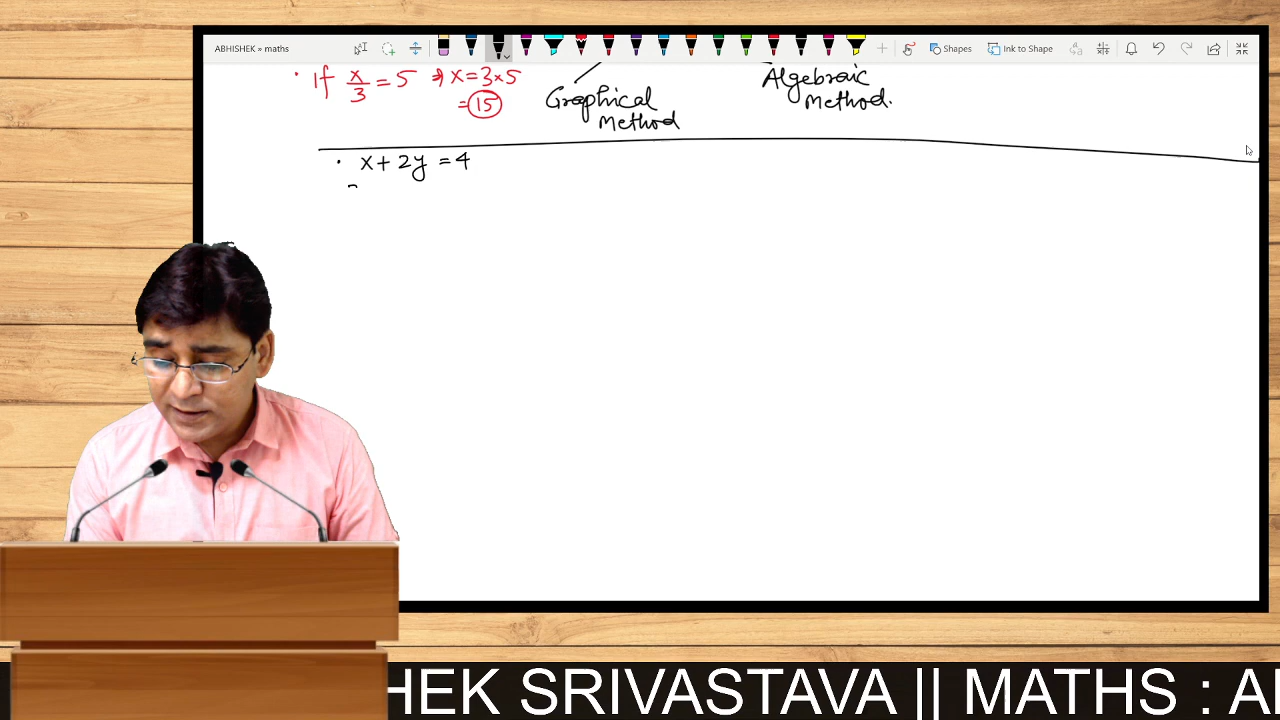 ABHISHEK » maths
Shapes
Ink to Shape
· If x/3 = 5 ⇒ x = 3×5
= 15
Graphical
Method
Algebraic
Method.
· x + 2y = 4
HEK SRIVASTAVA || MATHS : A